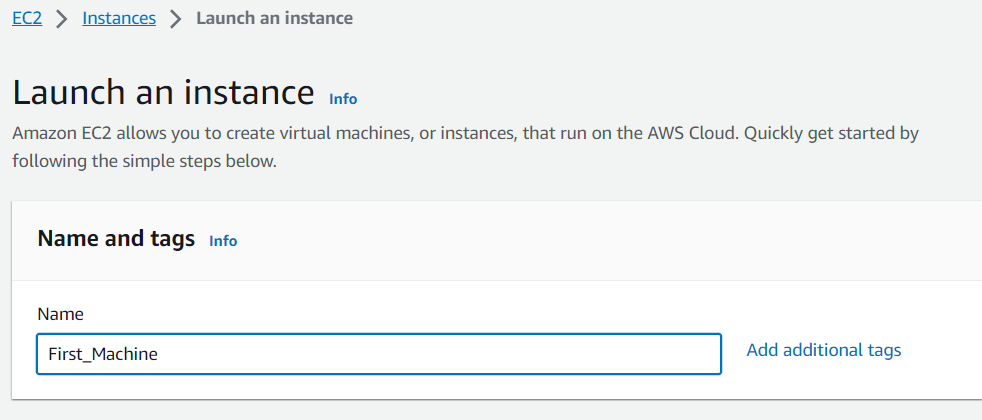 EC2 > Instances > Launch an instance
Launch an instance Info
Amazon EC2 allows you to create virtual machines, or instances, that run on the AWS Cloud. Quickly get started by
following the simple steps below.
Name and tags Info
Name
First_Machine Add additional tags